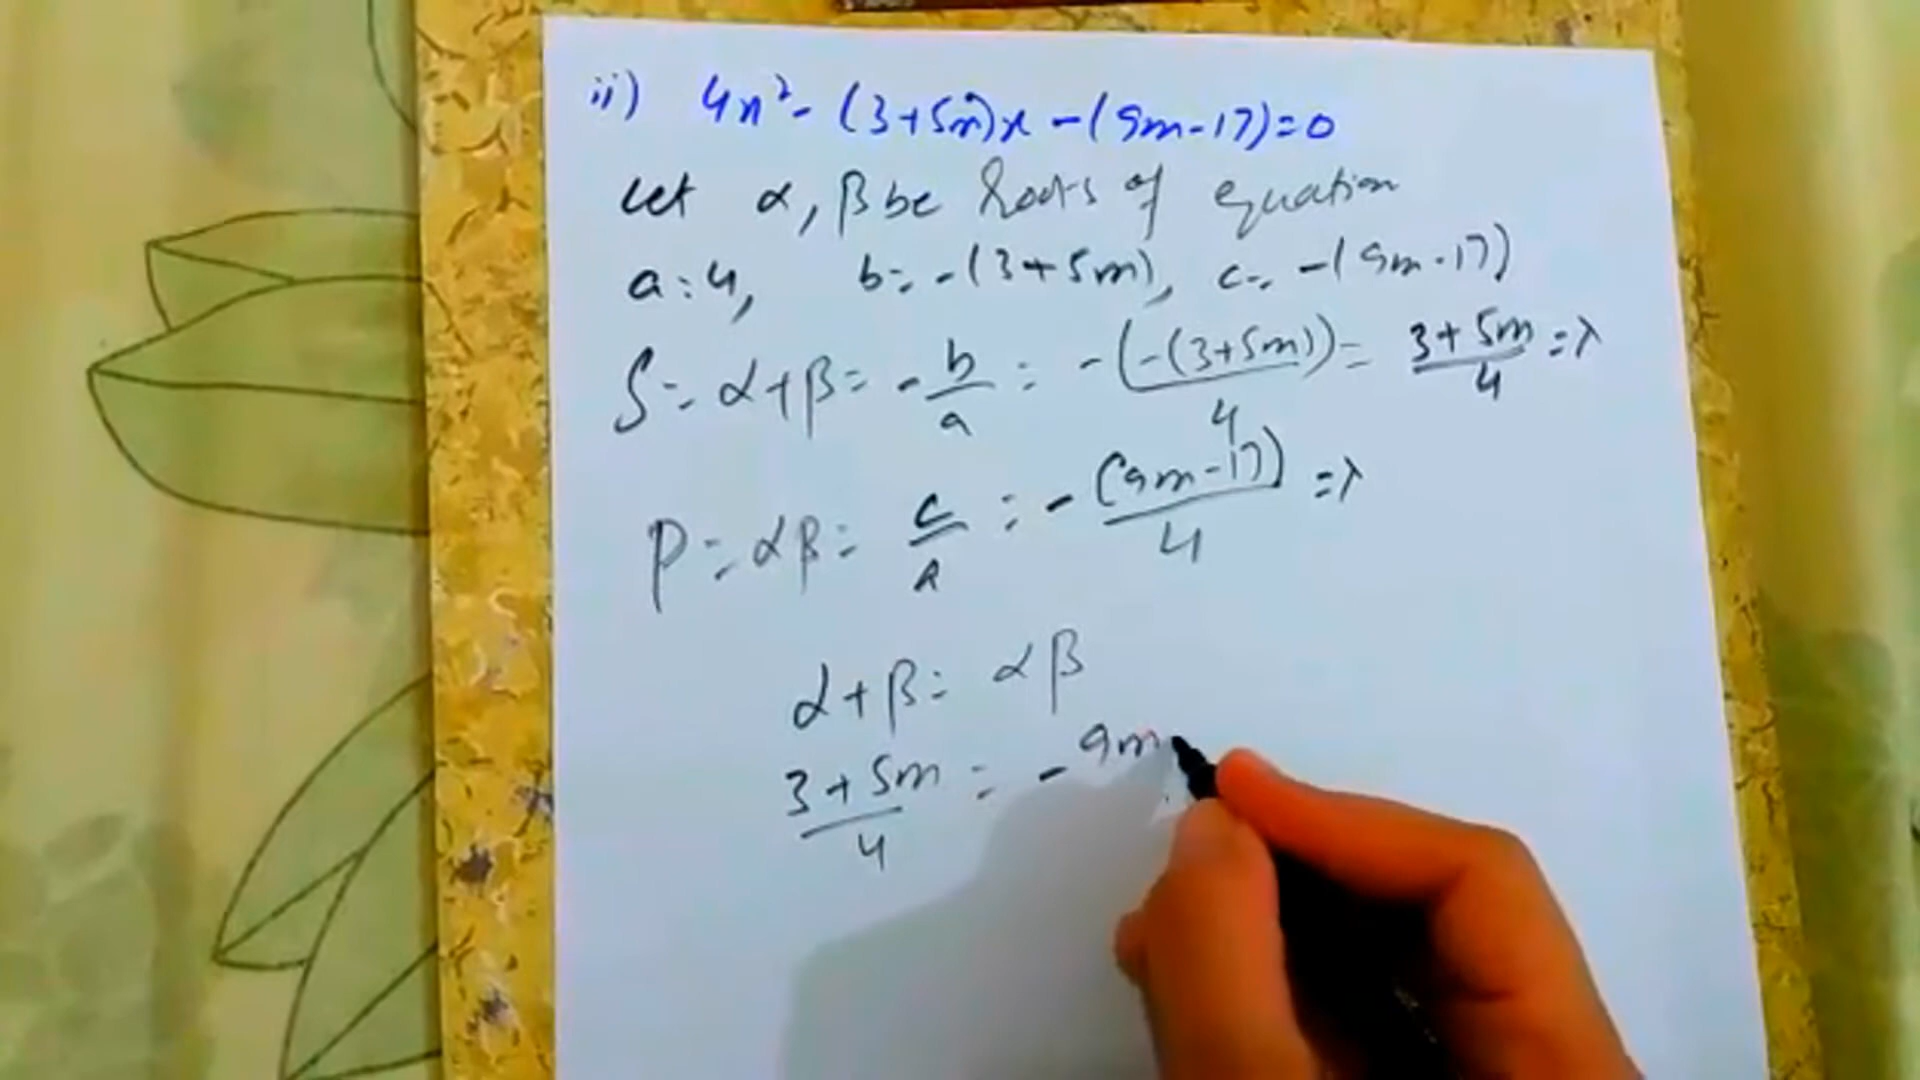 ii) 4x² - (3+5m)x - (9m-17)=0
Let α, β be Roots of equation
a=4, b= -(3+5m), c= -(9m-17)
S= α+β= -b/a = -(-(3+5m))/4 = 3+5m/4 =λ
P= αβ= c/a = -(9m-17)/4 =λ
α+β= αβ
3+5m/4 = -9m